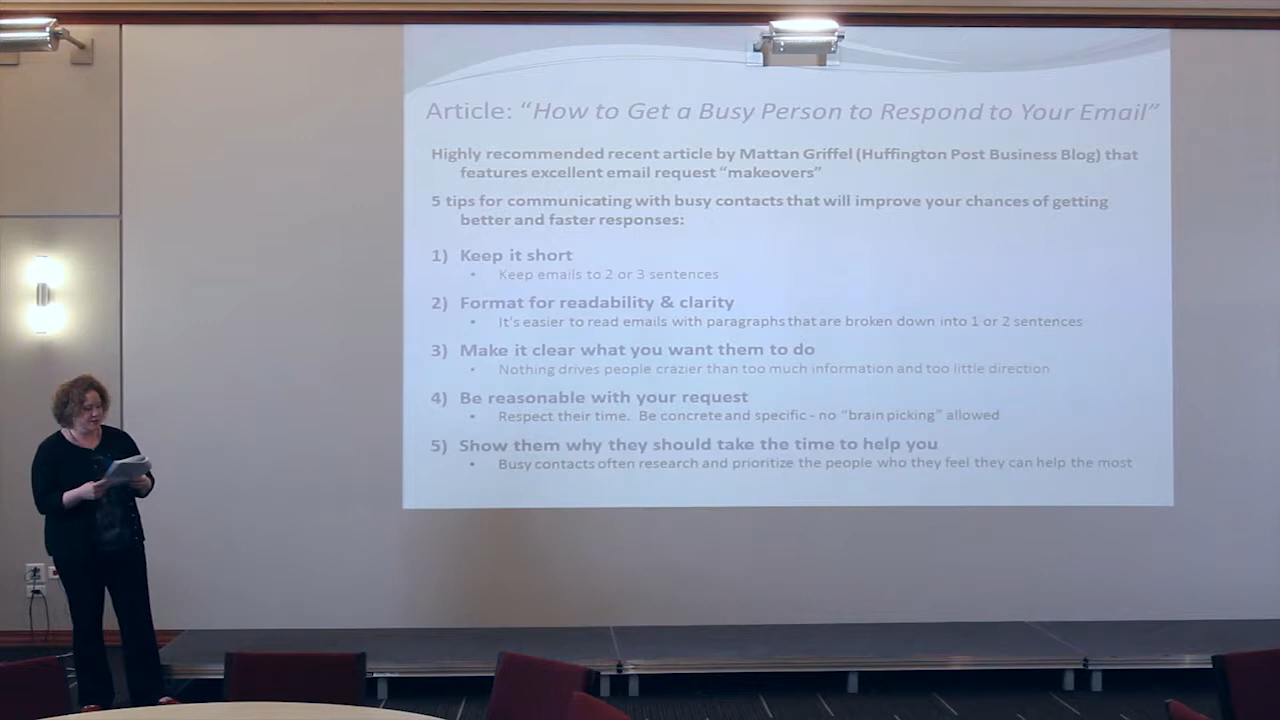 Article: “How to Get a Busy Person to Respond to Your Email”
Highly recommended recent article by Mattan Griffel (Huffington Post Business Blog) that
features excellent email request “makeovers”
5 tips for communicating with busy contacts that will improve your chances of getting
better and faster responses:
1) Keep it short
• Keep emails to 2 or 3 sentences
2) Format for readability & clarity
• It's easier to read emails with paragraphs that are broken down into 1 or 2 sentences
3) Make it clear what you want them to do
• Nothing drives people crazier than too much information and too little direction
4) Be reasonable with your request
• Respect their time. Be concrete and specific - no “brain picking” allowed
5) Show them why they should take the time to help you
• Busy contacts often research and prioritize the people who they feel they can help the most